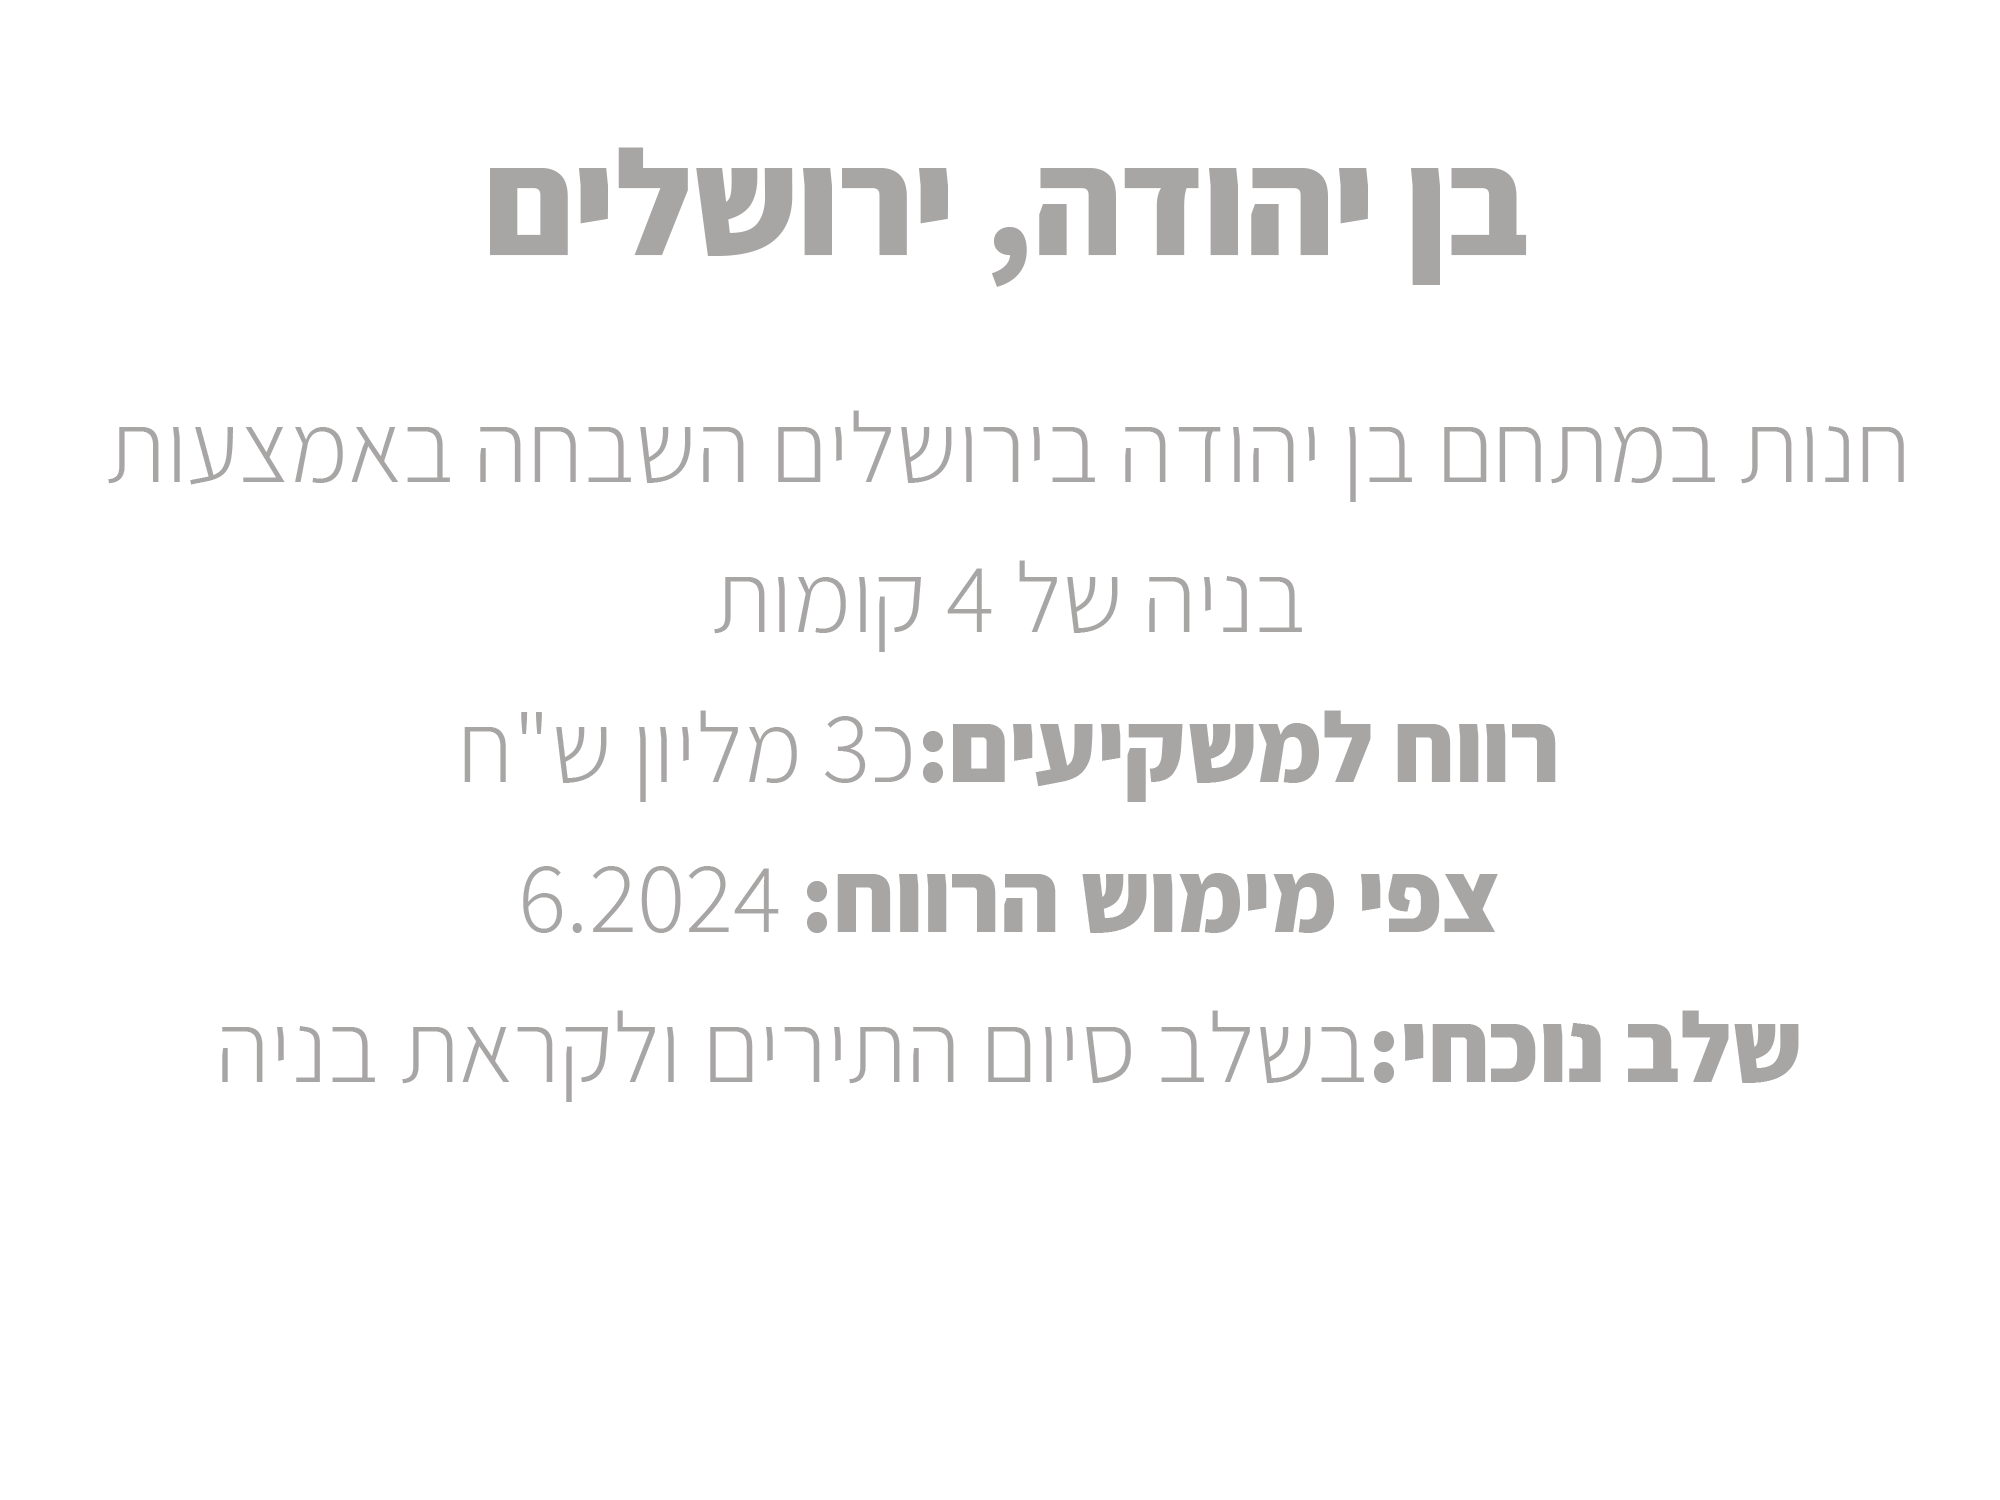 בן יהודה, ירושלים
חנות במתחם בן יהודה בירושלים השבחה באמצעות
בניה של 4 קומות
רווח למשקיעים:כ3 מליון ש"ח
צפי מימוש הרווח: 6.2024
שלב נוכחי:בשלב סיום התירים ולקראת בניה